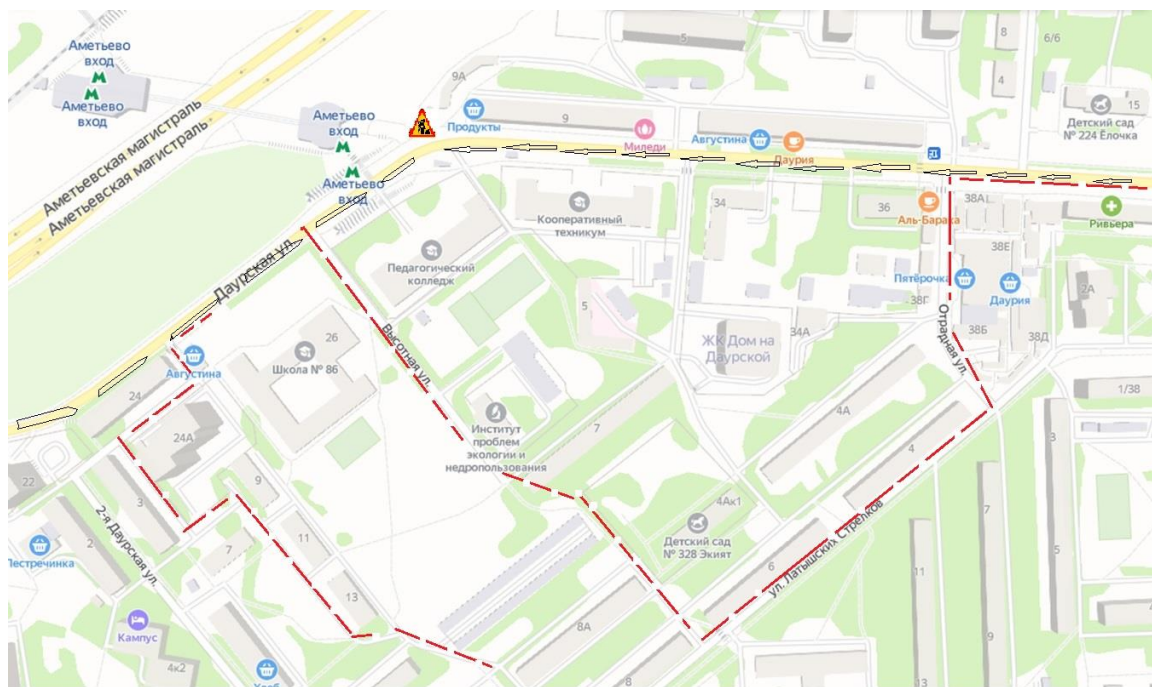 Аметьево
вход
Аметьево
вход
Аметьевская магистраль
Аметьевская магистраль
Аметьево
вход
Аметьево
вход
9А
Продукты
9
5
Миледи
Августина
Даурия
8
4
6/6
15
Детский сад
№ 224 Ёлочка
Кооперативный
техникум
34
36
Аль-Барака
38А
Ривьера
38Е
Даурская ул.
Педагогический
колледж
5
Пятёрочка
Даурия
2А
38Г
38Б
38Д
Отрадная ул.
34А
ЖК Дом на
Даурской
26
Школа № 86
Августина
24
24А
Высотная ул.
Институт
проблем
экологии и
недропользования
7
4А
4
1/38
3
22
3
9
2-я Даурская ул.
2
7
11
13
Пестречинка
4Ак1
Детский сад
№ 328 Экият
ул. Латышских Стрелков
6
7
5
11
9
13
Кампус
4к2
Хлеб
8А
8